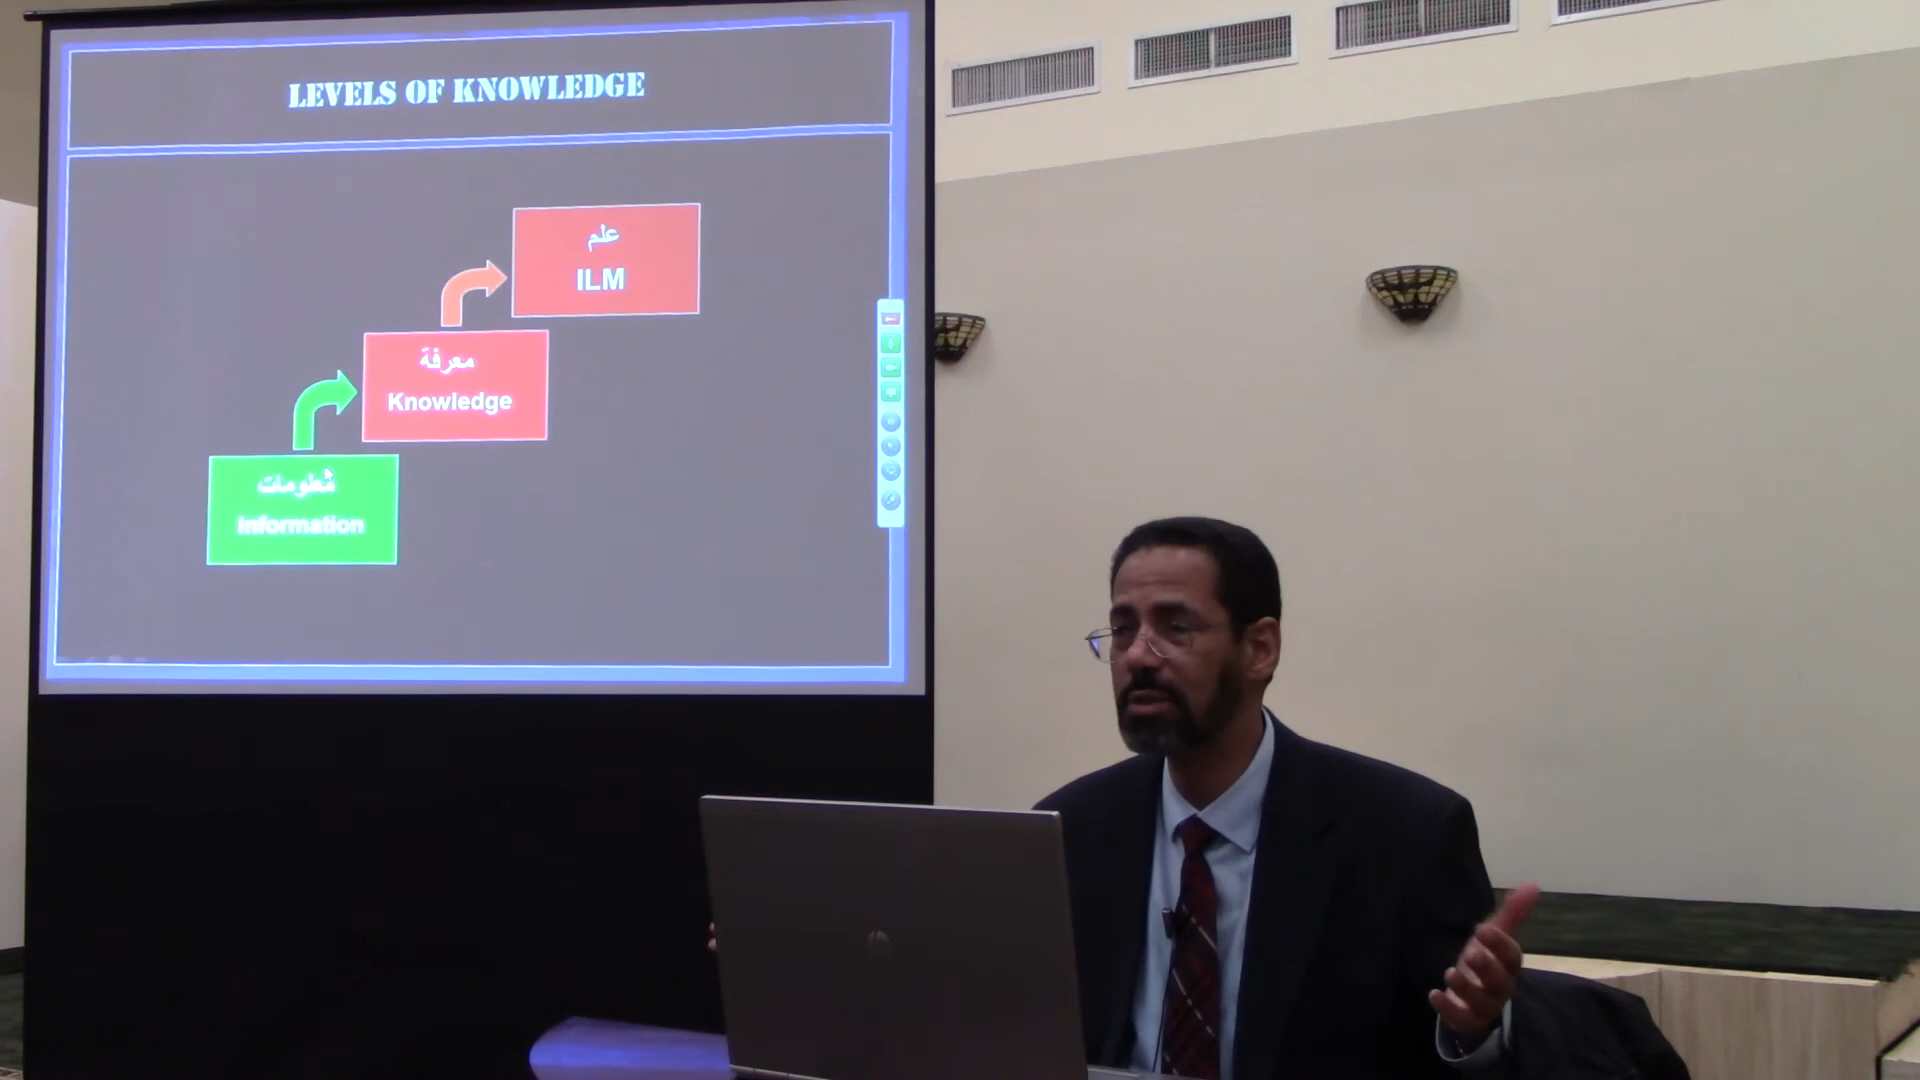 LEVELS OF KNOWLEDGE
علم
ILM
معرفة
Knowledge
معلومات
Information